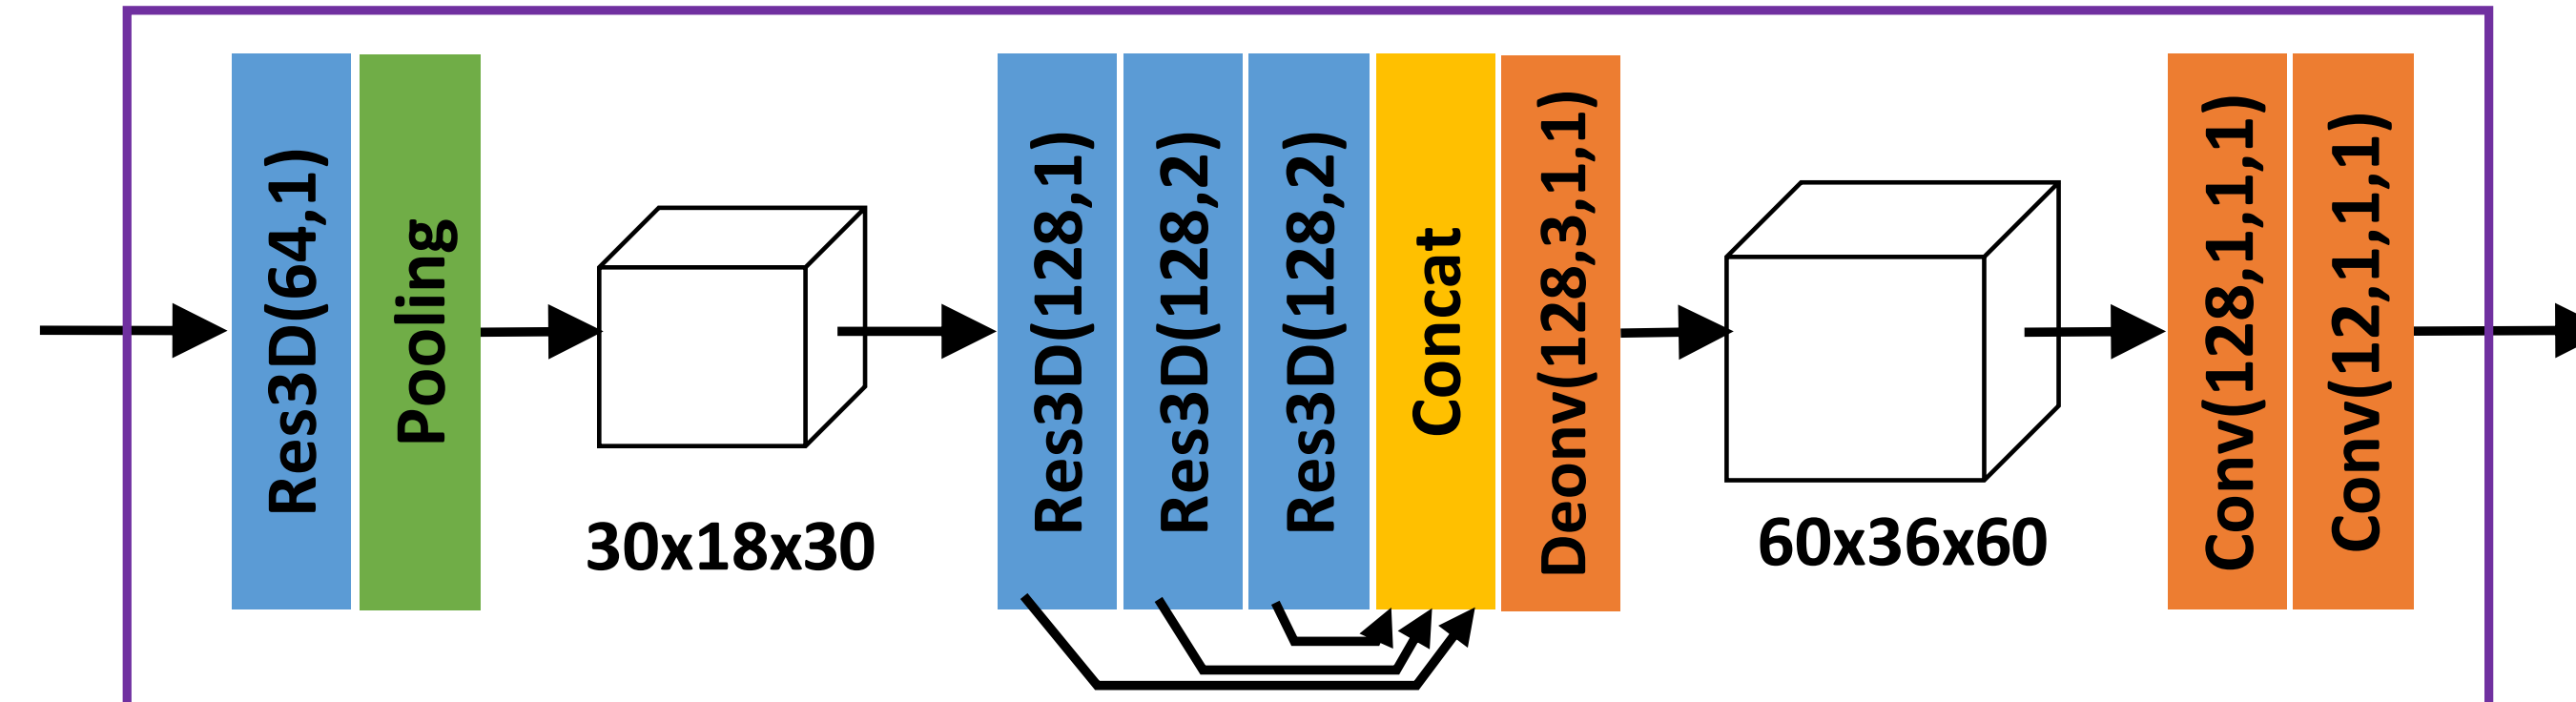 Res3D(64,1)
Pooling
30x18x30
Res3D(128,1)
Res3D(128,2)
Res3D(128,2)
Concat
Deonv(128,3,1,1)
60x36x60
Conv(128,1,1,1)
Conv(12,1,1,1)